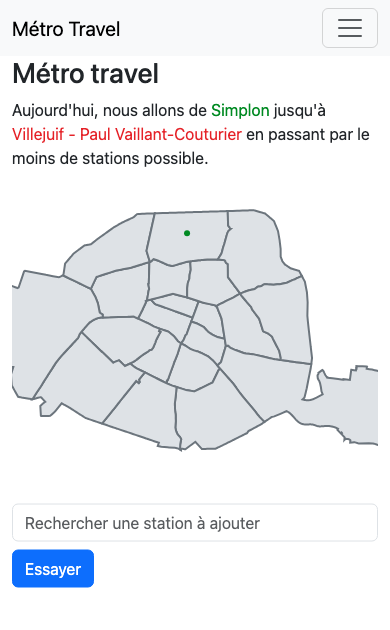 Métro Travel
Métro travel
Aujourd'hui, nous allons de Simplon jusqu'à
Villejuif - Paul Vaillant-Couturier en passant par le
moins de stations possible.
Rechercher une station à ajouter
Essayer